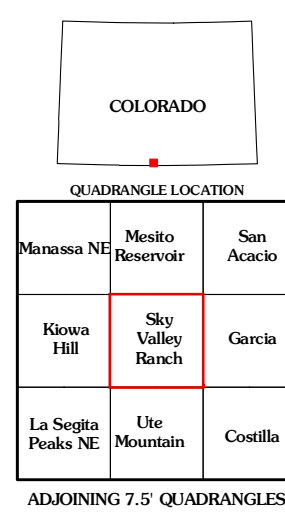 COLORADO
QUADRANGLE LOCATION
Manassa NE
Mesito
Reservoir
San
Acacio
Kiowa
Hill
Sky
Valley
Ranch
Garcia
La Segita
Peaks NE
Ute
Mountain
Costilla
ADJOINING 7.5' QUADRANGLES